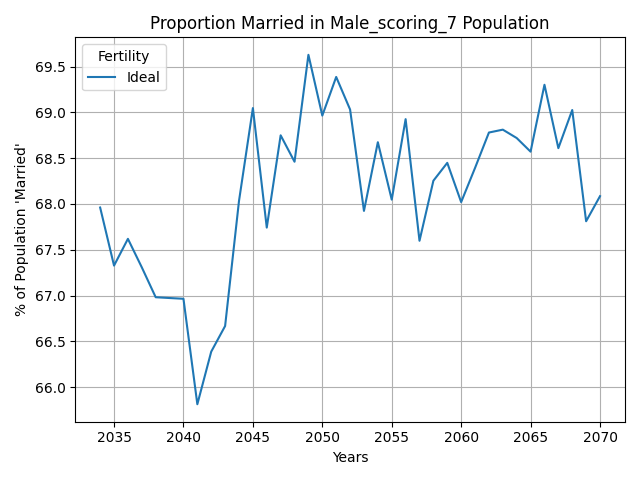 Proportion Married in Male_scoring_7 Population
Fertility
Ideal
% of Population 'Married'
69.5
69.0
68.5
68.0
67.5
67.0
66.5
66.0
2035 2040 2045 2050 2055 2060 2065 2070
Years